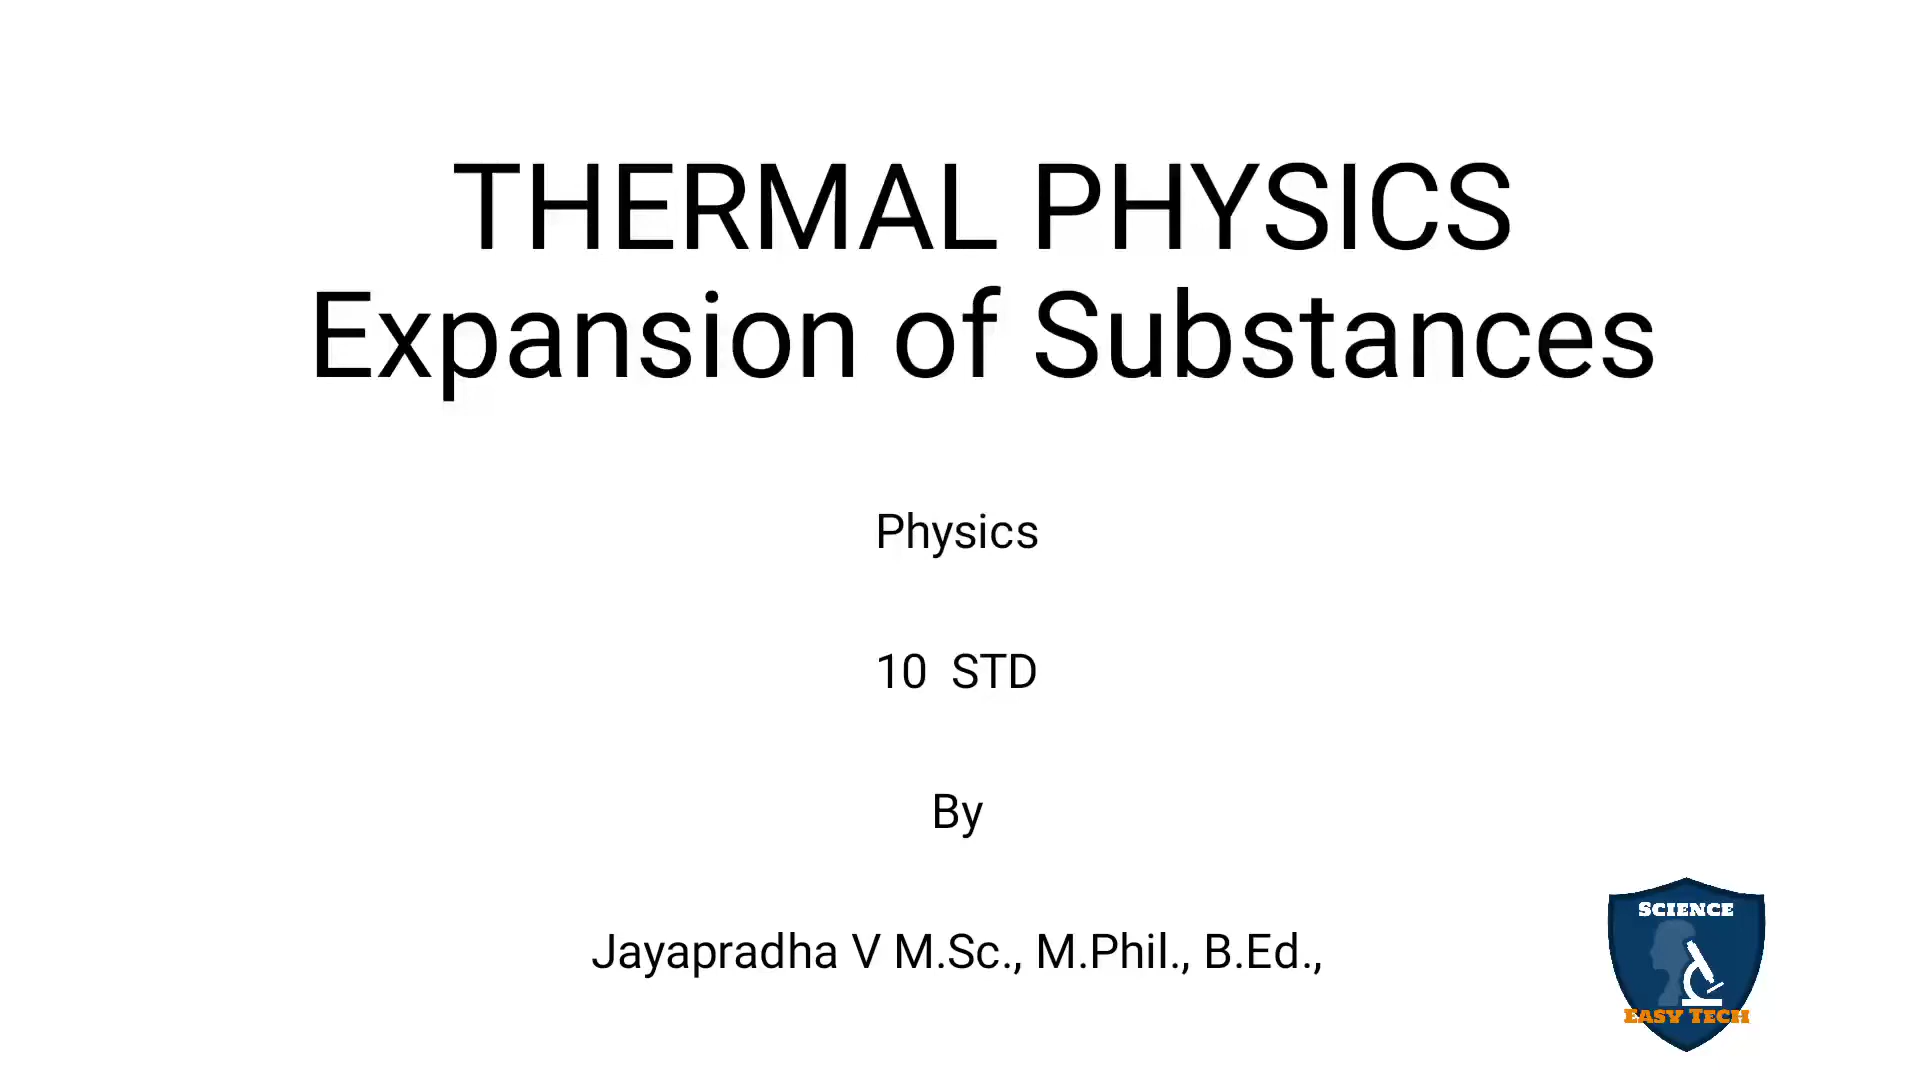 THERMAL PHYSICS
Expansion of Substances
Physics
10 STD
By
Jayapradha V M.Sc., M.Phil., B.Ed.,
SCIENCE
EASY TECH